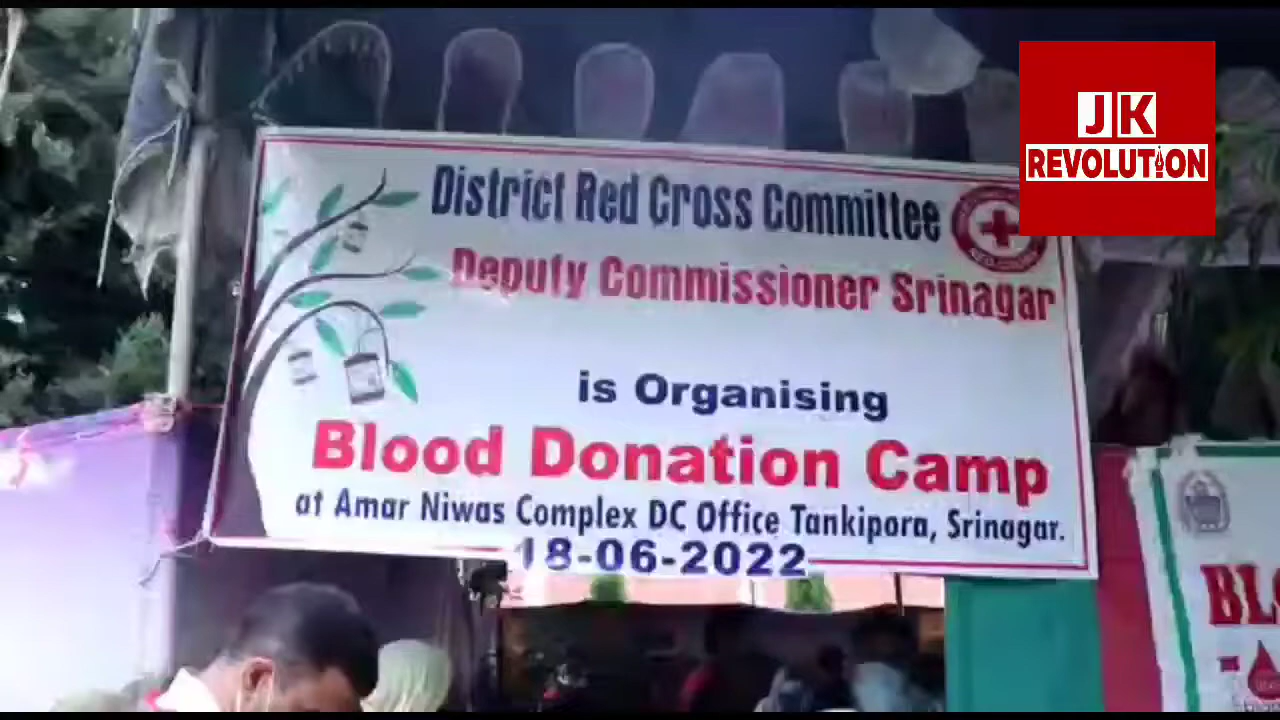 JK
REVOLUTION
District Red Cross Committee
Deputy Commissioner Srinagar
is Organising
Blood Donation Camp
at Amar Niwas Complex DC Office Tankipora, Srinagar.
18-06-2022